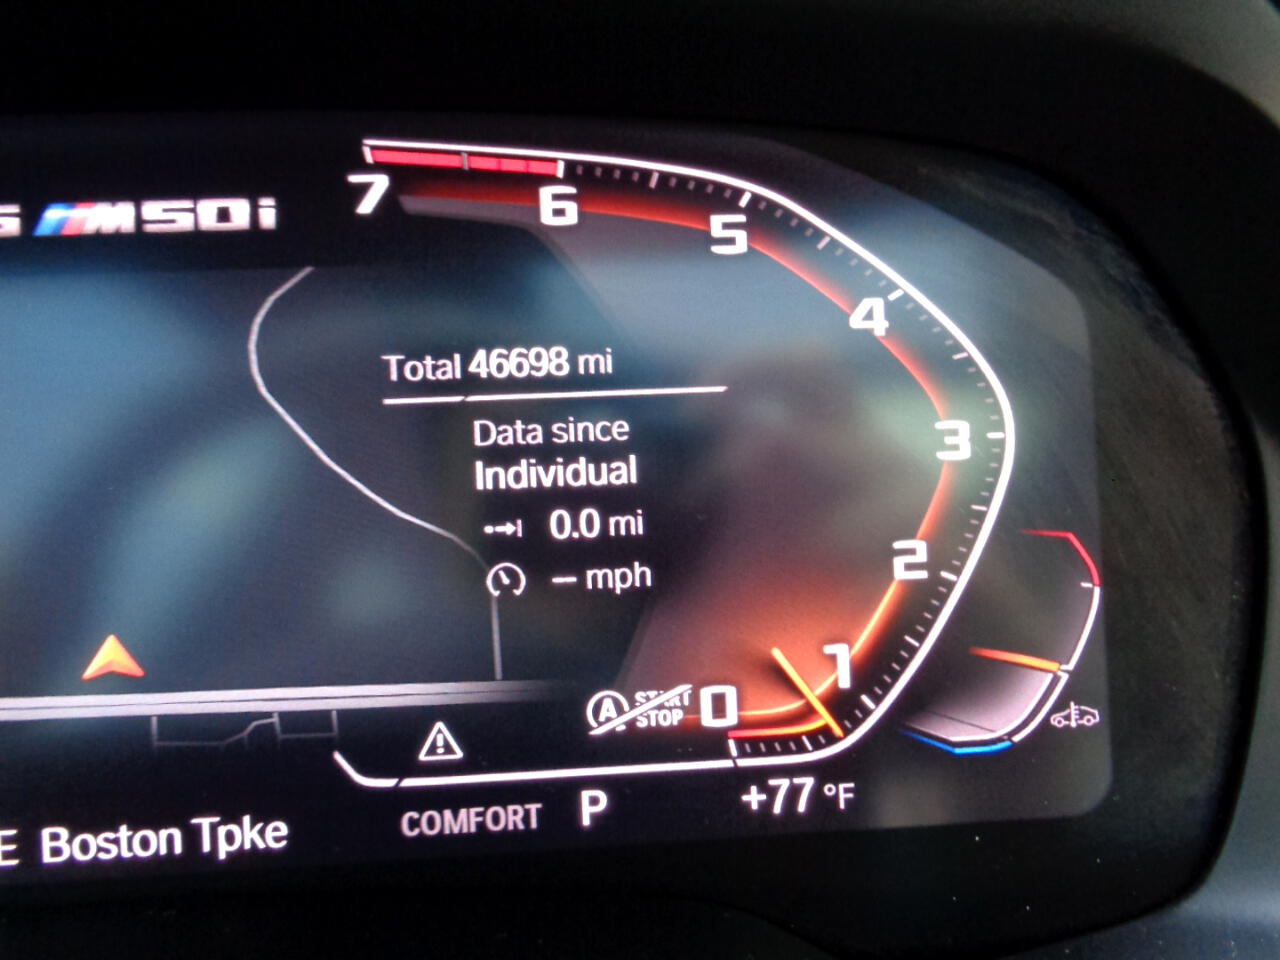 M50i
7
6
5
4
3
2
1
0
Total 46698 mi
Data since
Individual
0.0 mi
– mph
A START
STOP
COMFORT P +77 °F
E Boston Tpke